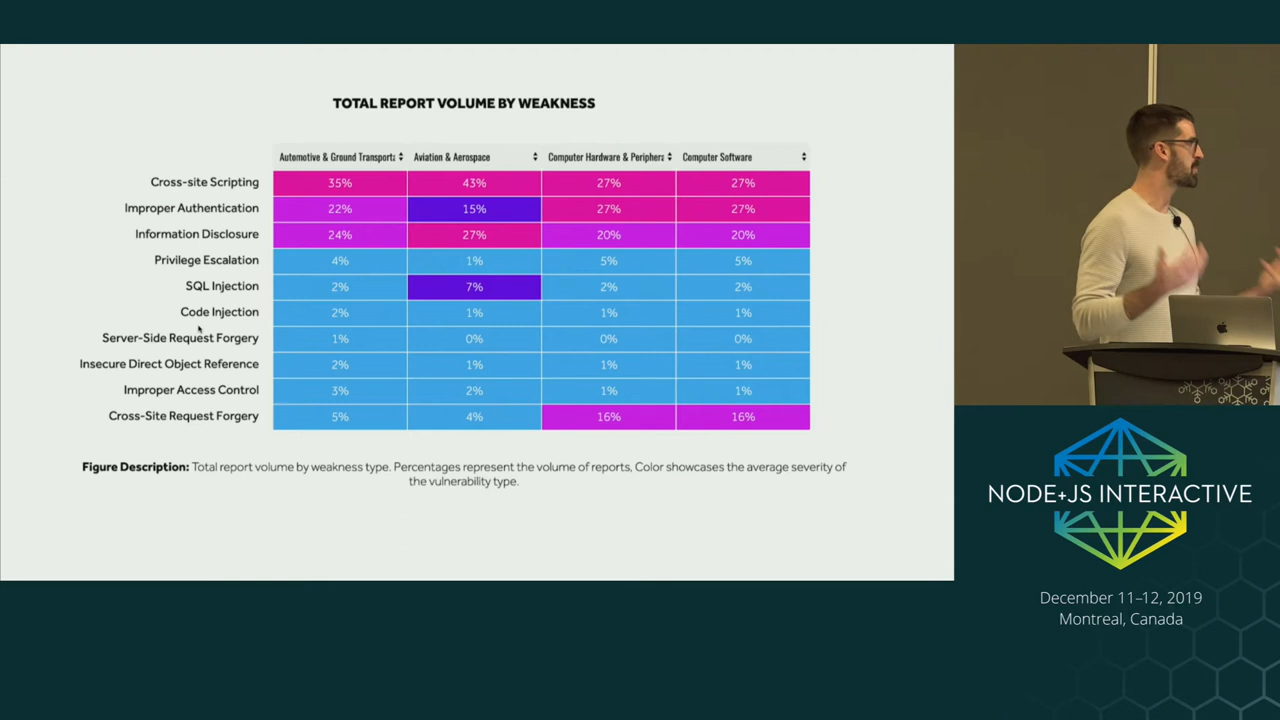 TOTAL REPORT VOLUME BY WEAKNESS
Automotive & Ground Transporta Aviation & Aerospace Computer Hardware & Periphera Computer Software
Cross-site Scripting 35% 43% 27% 27%
Improper Authentication 22% 15% 27% 27%
Information Disclosure 24% 27% 20% 20%
Privilege Escalation 4% 1% 5% 5%
SQL Injection 2% 7% 2% 2%
Code Injection 2% 1% 1% 1%
Server-Side Request Forgery 1% 0% 0% 0%
Insecure Direct Object Reference 2% 1% 1% 1%
Improper Access Control 3% 2% 1% 1%
Cross-Site Request Forgery 5% 4% 16% 16%
Figure Description: Total report volume by weakness type. Percentages represent the volume of reports, Color showcases the average severity of
the vulnerability type.
NODE+JS INTERACTIVE
December 11–12, 2019
Montreal, Canada